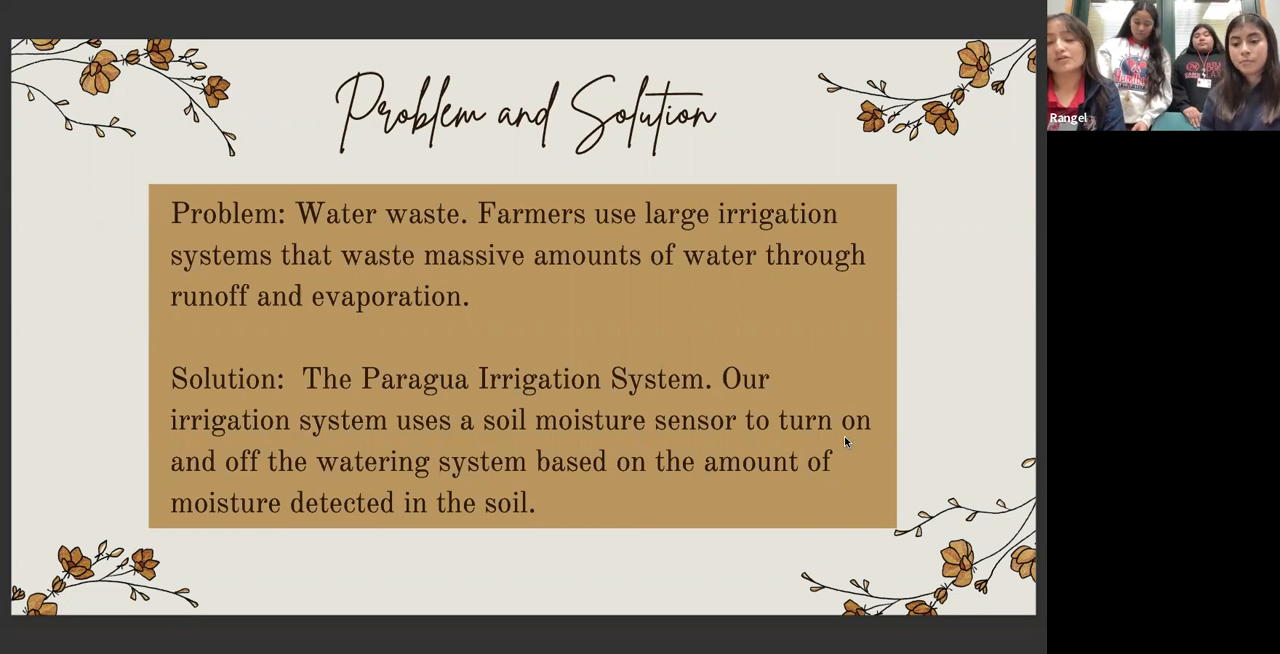 Problem and Solution
Problem: Water waste. Farmers use large irrigation
systems that waste massive amounts of water through
runoff and evaporation.
Solution:  The Paragua Irrigation System. Our
irrigation system uses a soil moisture sensor to turn on
and off the watering system based on the amount of
moisture detected in the soil.
Rangel